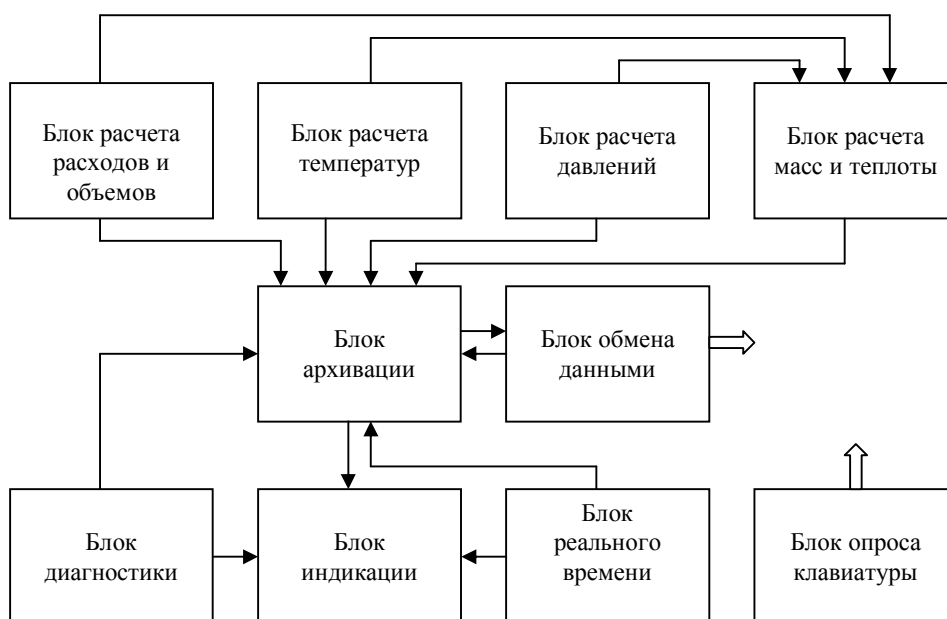 Блок расчета
расходов и
объемов
Блок расчета
температур
Блок расчета
давлений
Блок расчета
масс и теплоты
Блок
архивации
Блок обмена
данными
Блок
диагностики
Блок
индикации
Блок
реального
времени
Блок опроса
клавиатуры